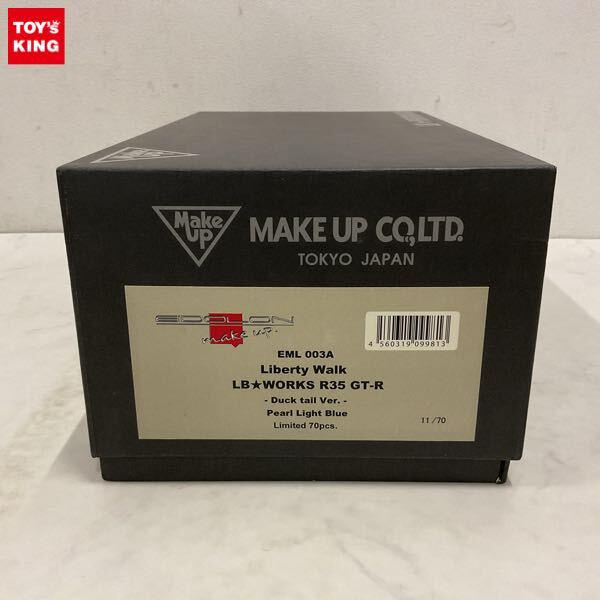 TOY's
KING
Make
UP
MAKE UP CO.,LTD.
TOKYO JAPAN
EIDOLON
make up.
EML 003A
Liberty Walk
LB★WORKS R35 GT-R
- Duck tail Ver. -
Pearl Light Blue
Limited 70pcs.
4 560319 099813
11/70